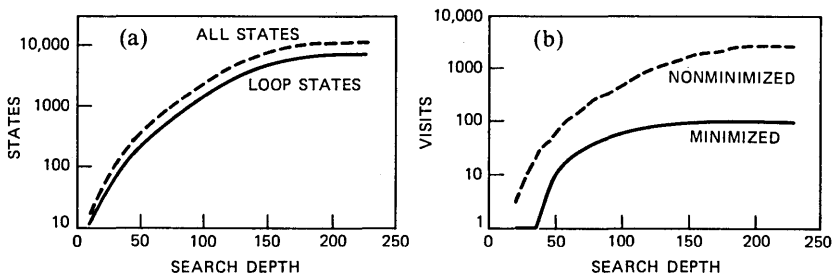 (a)
ALL STATES
LOOP STATES
STATES
10,000
1000
100
10
0 50 100 150 200 250
SEARCH DEPTH
(b)
NONMINIMIZED
MINIMIZED
VISITS
10,000
1000
100
10
1
0 50 100 150 200 250
SEARCH DEPTH